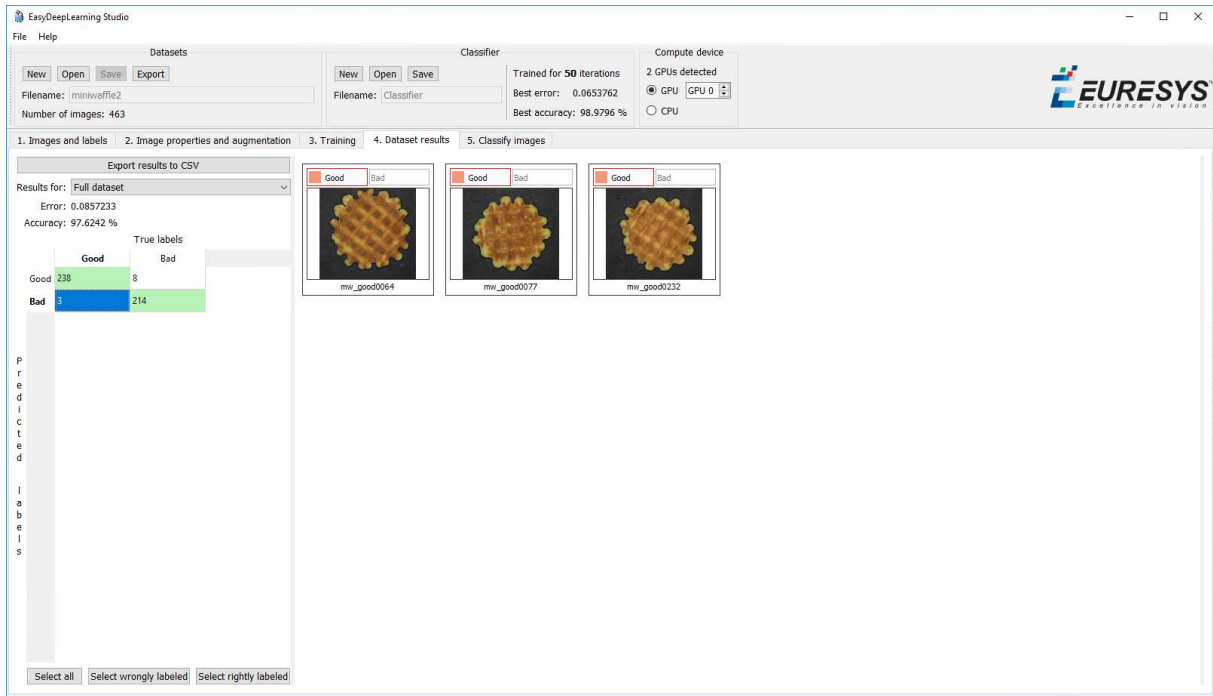 EasyDeepLearning Studio
File Help
Datasets
New Open Save Export
Filename: miniwaffle2
Number of images: 463
Classifier
New Open Save
Filename: Classifier
Trained for 50 iterations
Best error: 0.0653762
Best accuracy: 98.9796 %
Compute device
2 GPUs detected
GPU GPU 0
CPU
EURESYS
Excellence in vision
1. Images and labels 2. Image properties and augmentation 3. Training 4. Dataset results 5. Classify images
Export results to CSV
Results for: Full dataset
Error: 0.0857233
Accuracy: 97.6242 %
True labels
Good Bad
Good 238 8
Bad 3 214
Predicted labels
Select all Select wrongly labeled Select rightly labeled
Good Bad
mw_good0064
Good Bad
mw_good0077
Good Bad
mw_good0232